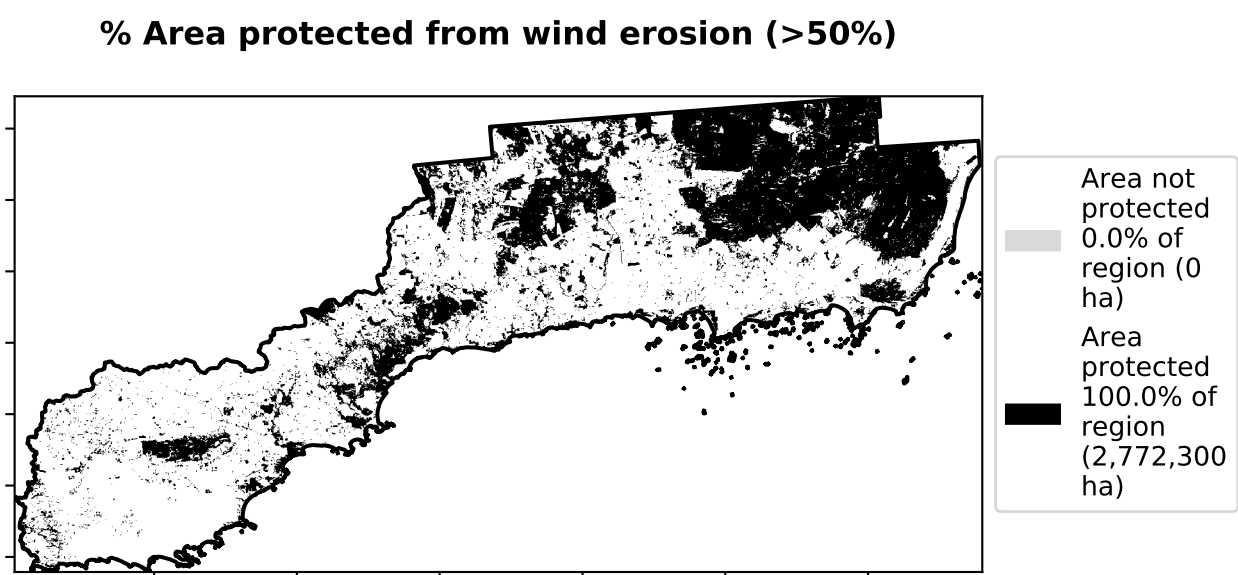 % Area protected from wind erosion (>50%)
Area not
protected
0.0% of
region (0
ha)
Area
protected
100.0% of
region
(2,772,300
ha)